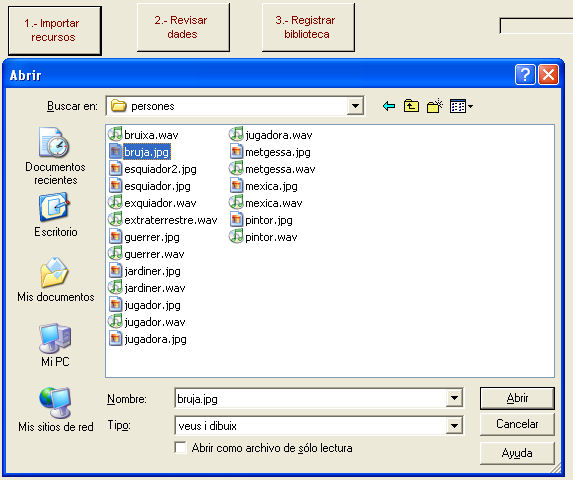 1.- Importar
recursos
2.- Revisar
dades
3.- Registrar
biblioteca
Abrir
Buscar en:
persones
Documentos
recientes
Escritorio
Mis documentos
Mi PC
Mis sitios de red
bruixa.wav
bruja.jpg
esquiador2.jpg
esquiador.jpg
exquiador.wav
extraterrestre.wav
guerrer.jpg
guerrer.wav
jardiner.jpg
jardiner.wav
jugador.jpg
jugador.wav
jugadora.jpg
jugadora.wav
metgessa.jpg
metgessa.wav
mexica.jpg
mexica.wav
pintor.jpg
pintor.wav
Nombre:
bruja.jpg
Abrir
Tipo:
veus i dibuix
Cancelar
Abrir como archivo de sólo lectura
Ayuda